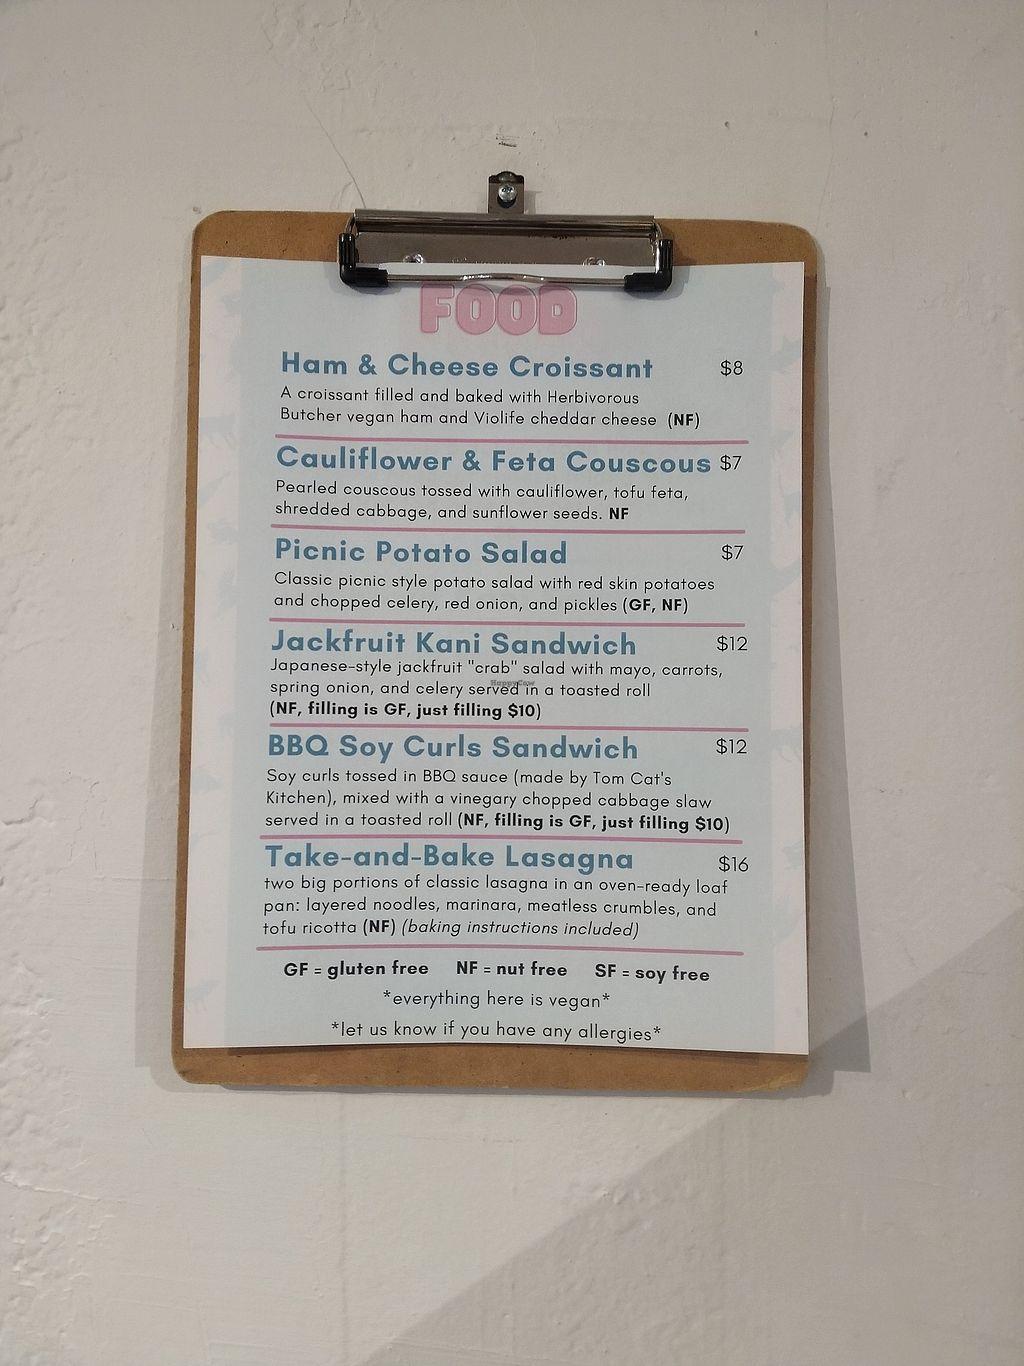 FOOD
Ham & Cheese Croissant $8
A croissant filled and baked with Herbivorous
Butcher vegan ham and Violife cheddar cheese (NF)
Cauliflower & Feta Couscous $7
Pearled couscous tossed with cauliflower, tofu feta,
shredded cabbage, and sunflower seeds. NF
Picnic Potato Salad $7
Classic picnic style potato salad with red skin potatoes
and chopped celery, red onion, and pickles (GF, NF)
Jackfruit Kani Sandwich $12
Japanese-style jackfruit "crab" salad with mayo, carrots,
HappyCow
spring onion, and celery served in a toasted roll
(NF, filling is GF, just filling $10)
BBQ Soy Curls Sandwich $12
Soy curls tossed in BBQ sauce (made by Tom Cat's
Kitchen), mixed with a vinegary chopped cabbage slaw
served in a toasted roll (NF, filling is GF, just filling $10)
Take-and-Bake Lasagna $16
two big portions of classic lasagna in an oven-ready loaf
pan: layered noodles, marinara, meatless crumbles, and
tofu ricotta (NF) (baking instructions included)
GF = gluten free NF = nut free SF = soy free
*everything here is vegan*
*let us know if you have any allergies*